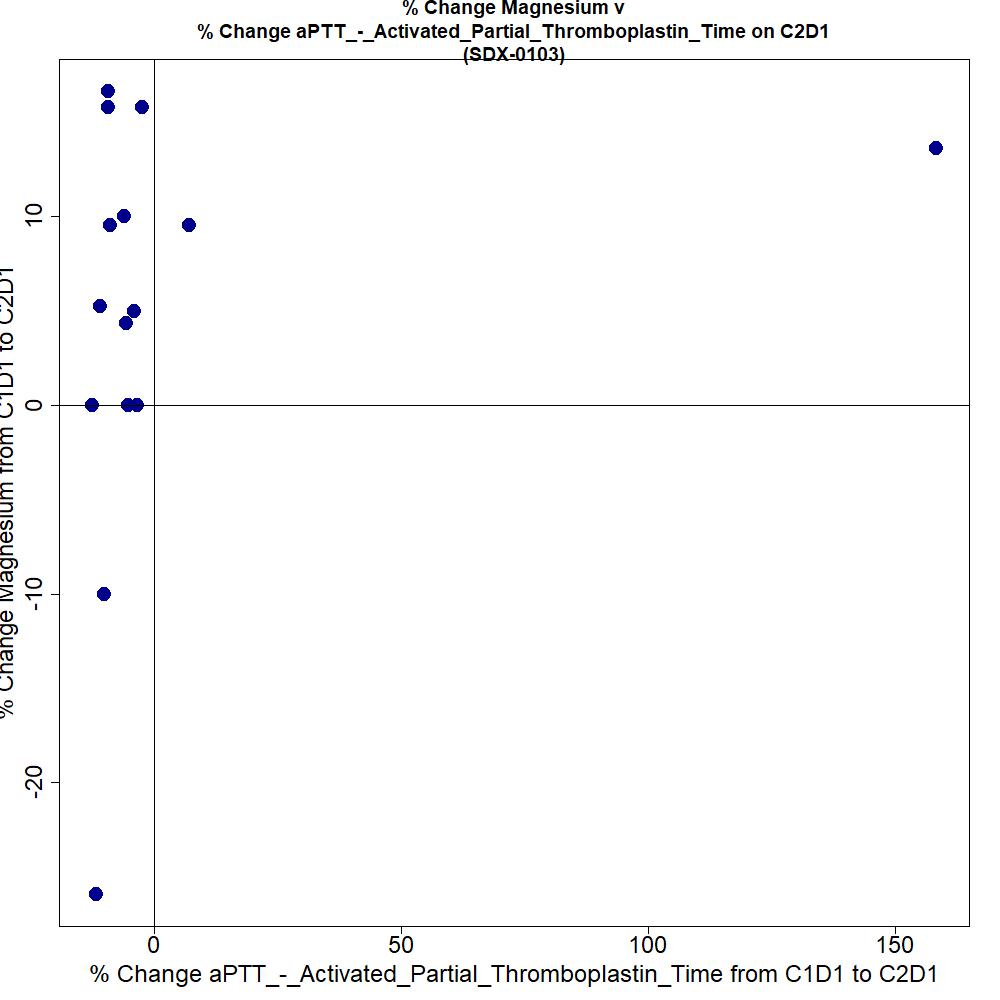 % Change Magnesium v
% Change aPTT_-_Activated_Partial_Thromboplastin_Time on C2D1
(SDX-0103)
% Change Magnesium from C1D1 to C2D1
10
0
-10
-20
0
50
100
150
% Change aPTT_-_Activated_Partial_Thromboplastin_Time from C1D1 to C2D1